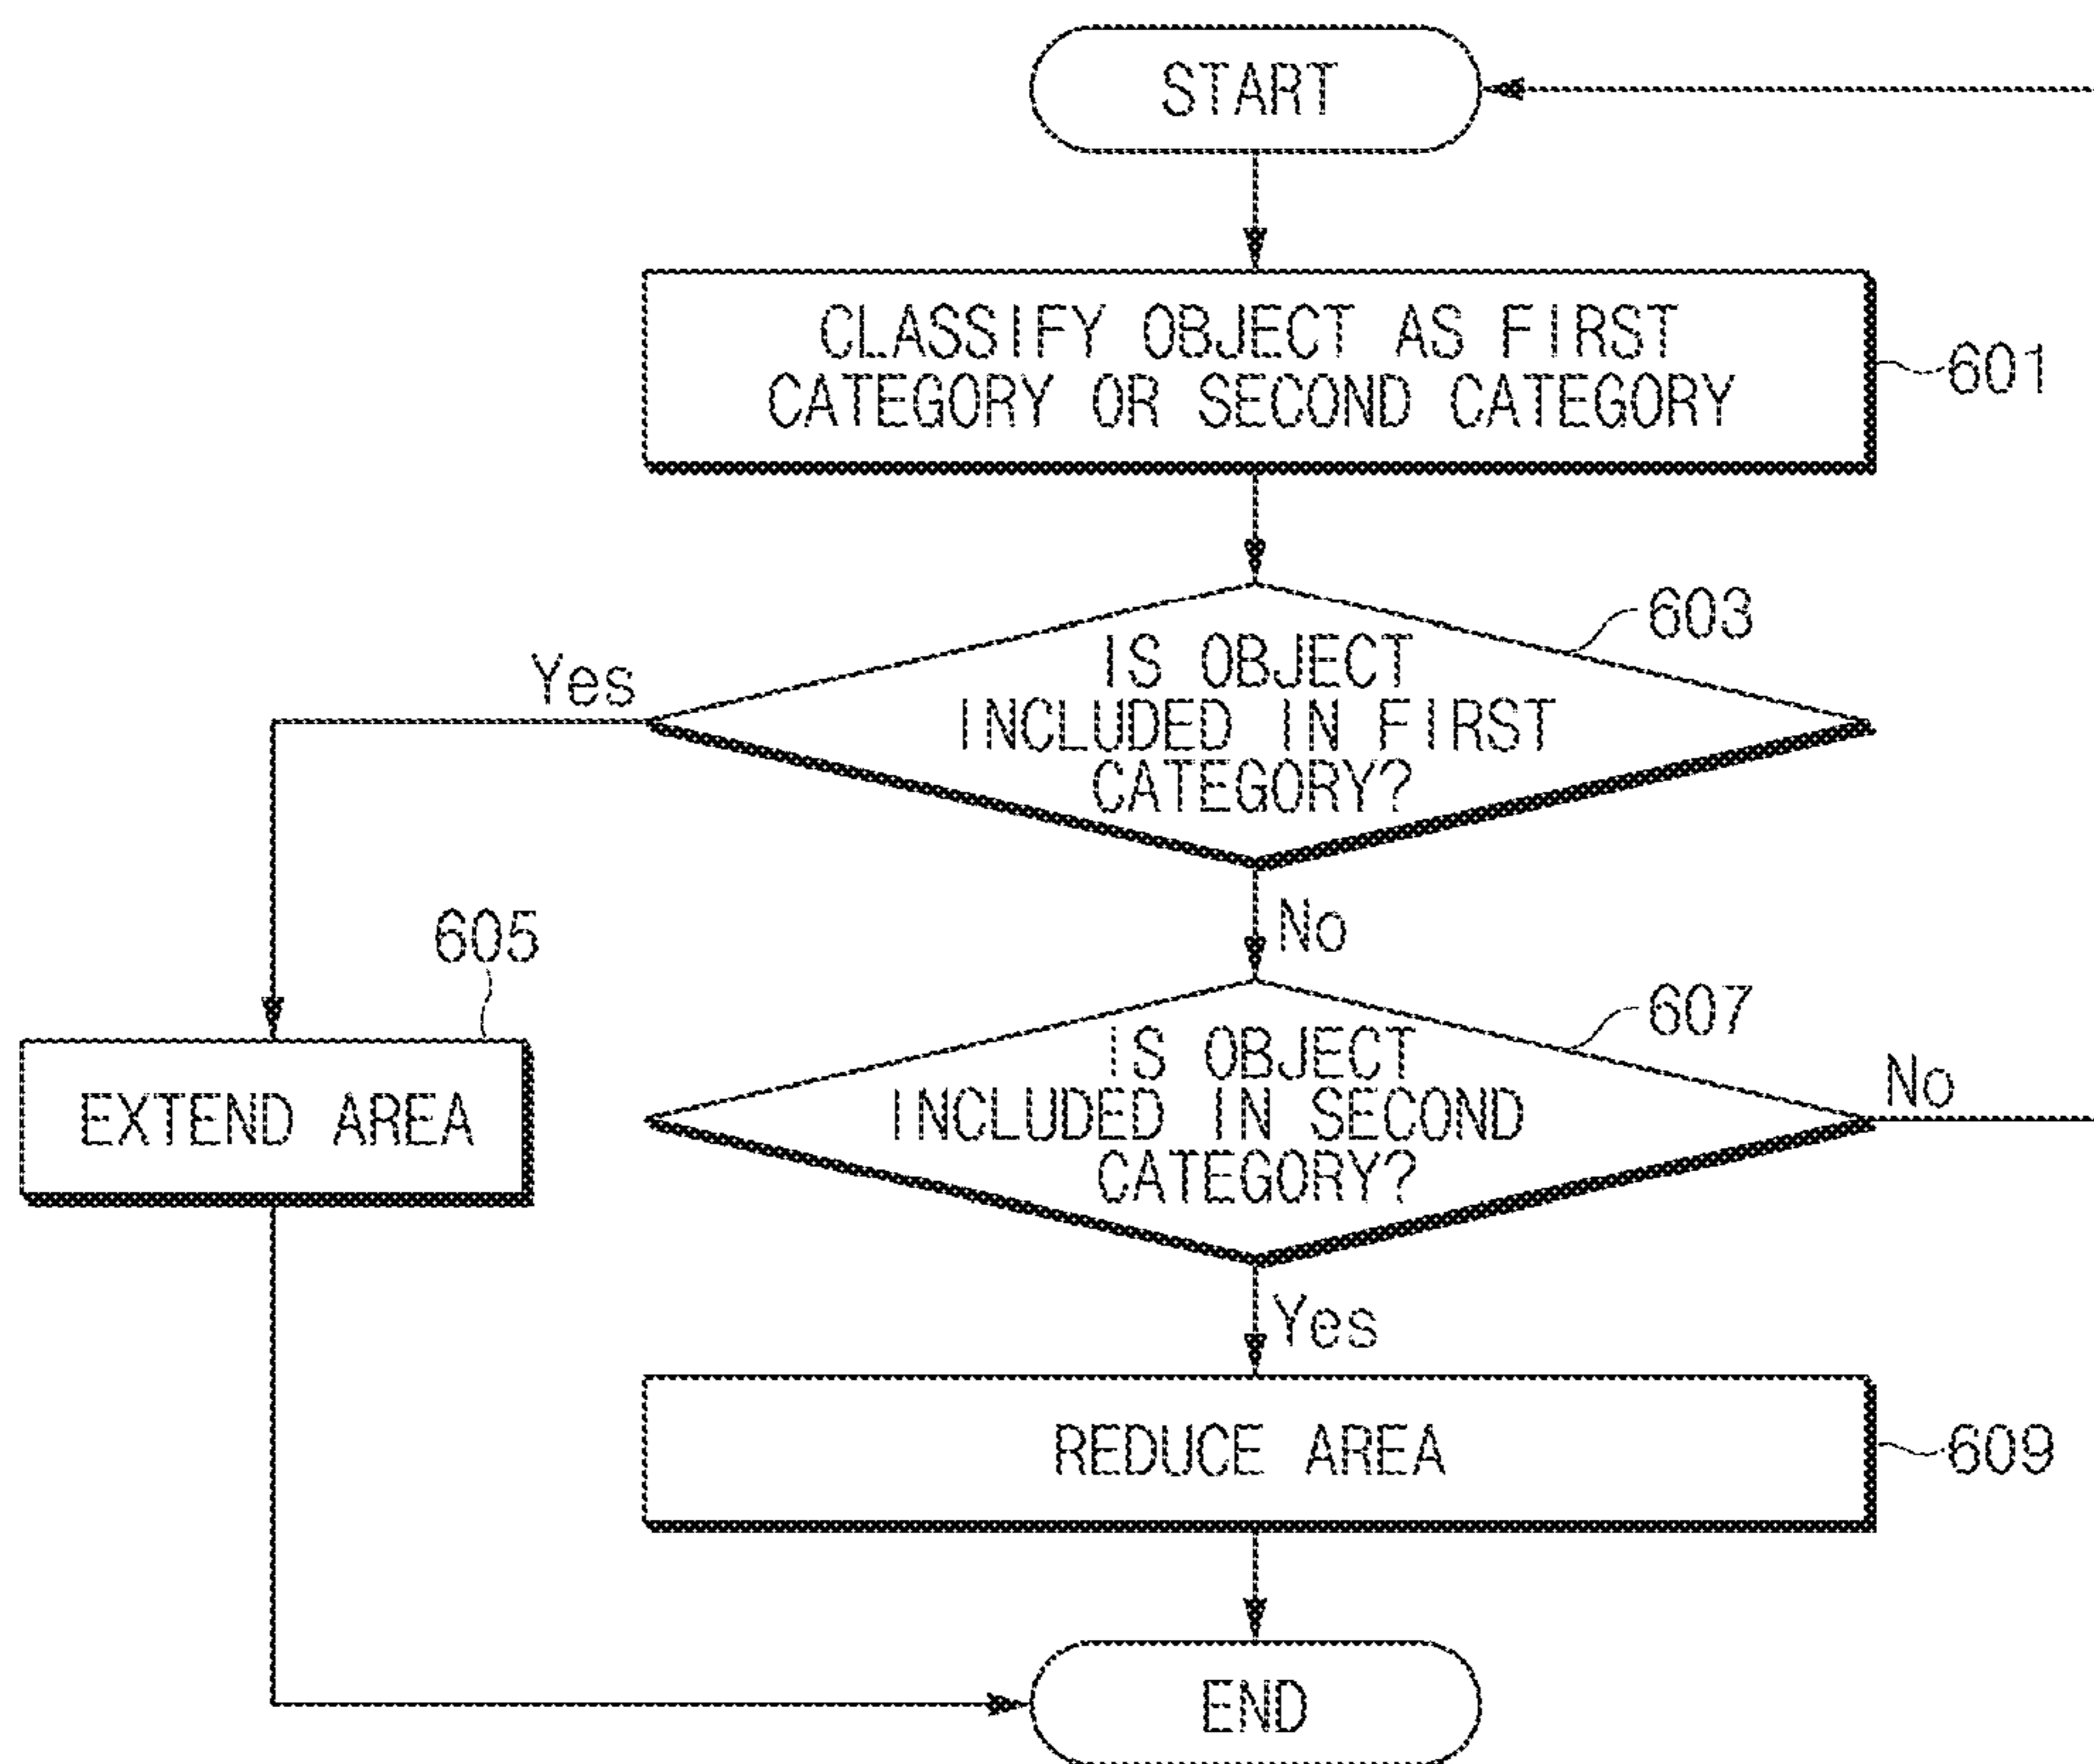 START
CLASSIFY OBJECT AS FIRST
CATEGORY OR SECOND CATEGORY
601
603
IS OBJECT
INCLUDED IN FIRST
CATEGORY?
Yes
No
605
EXTEND AREA
607
IS OBJECT
INCLUDED IN SECOND
CATEGORY?
No
Yes
REDUCE AREA
609
END